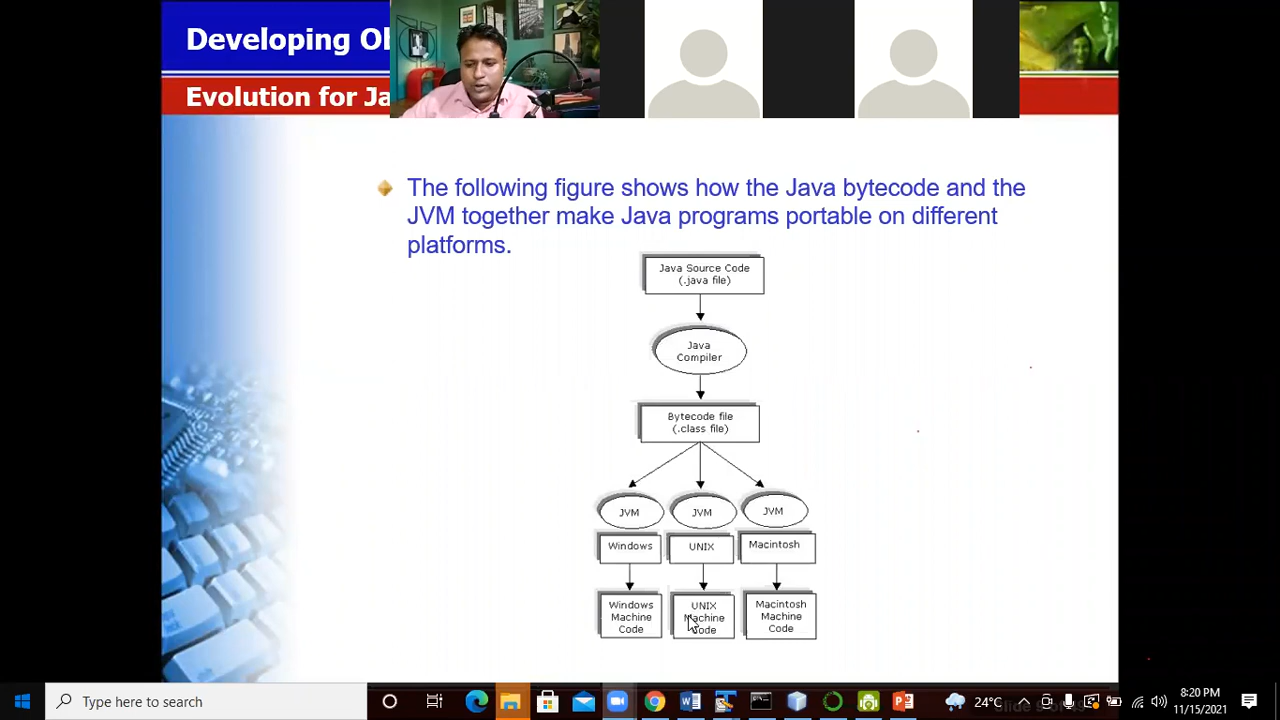 Developing Ob
Evolution for Ja
The following figure shows how the Java bytecode and the
JVM together make Java programs portable on different
platforms.
Java Source Code
(.java file)
Java
Compiler
Bytecode file
(.class file)
JVM JVM JVM
Windows UNIX Macintosh
Windows
Machine
Code
UNIX
Machine
Code
Macintosh
Machine
Code
Type here to search
24°C
8:20 PM
11/15/2021